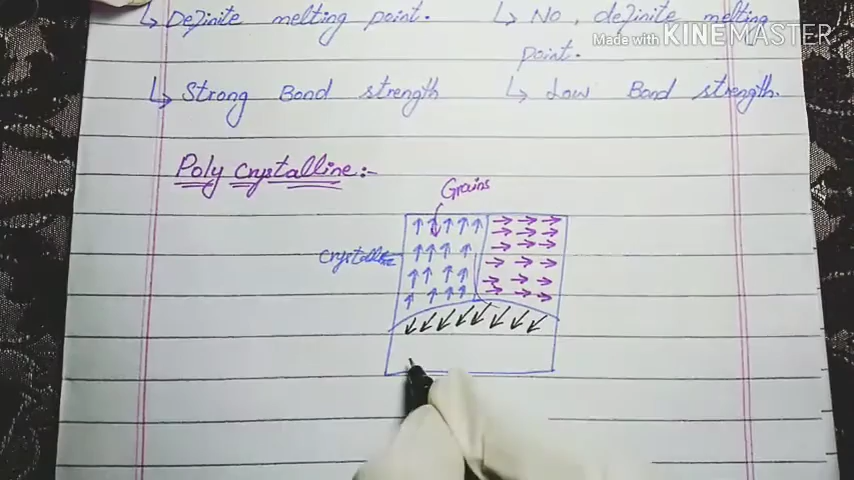 ↳ Definite melting point.
↳ No, definite melting point.
Made with KINEMASTER
↳ Strong Bond strength
↳ Low Bond strength.
Poly crystalline:-
Grains